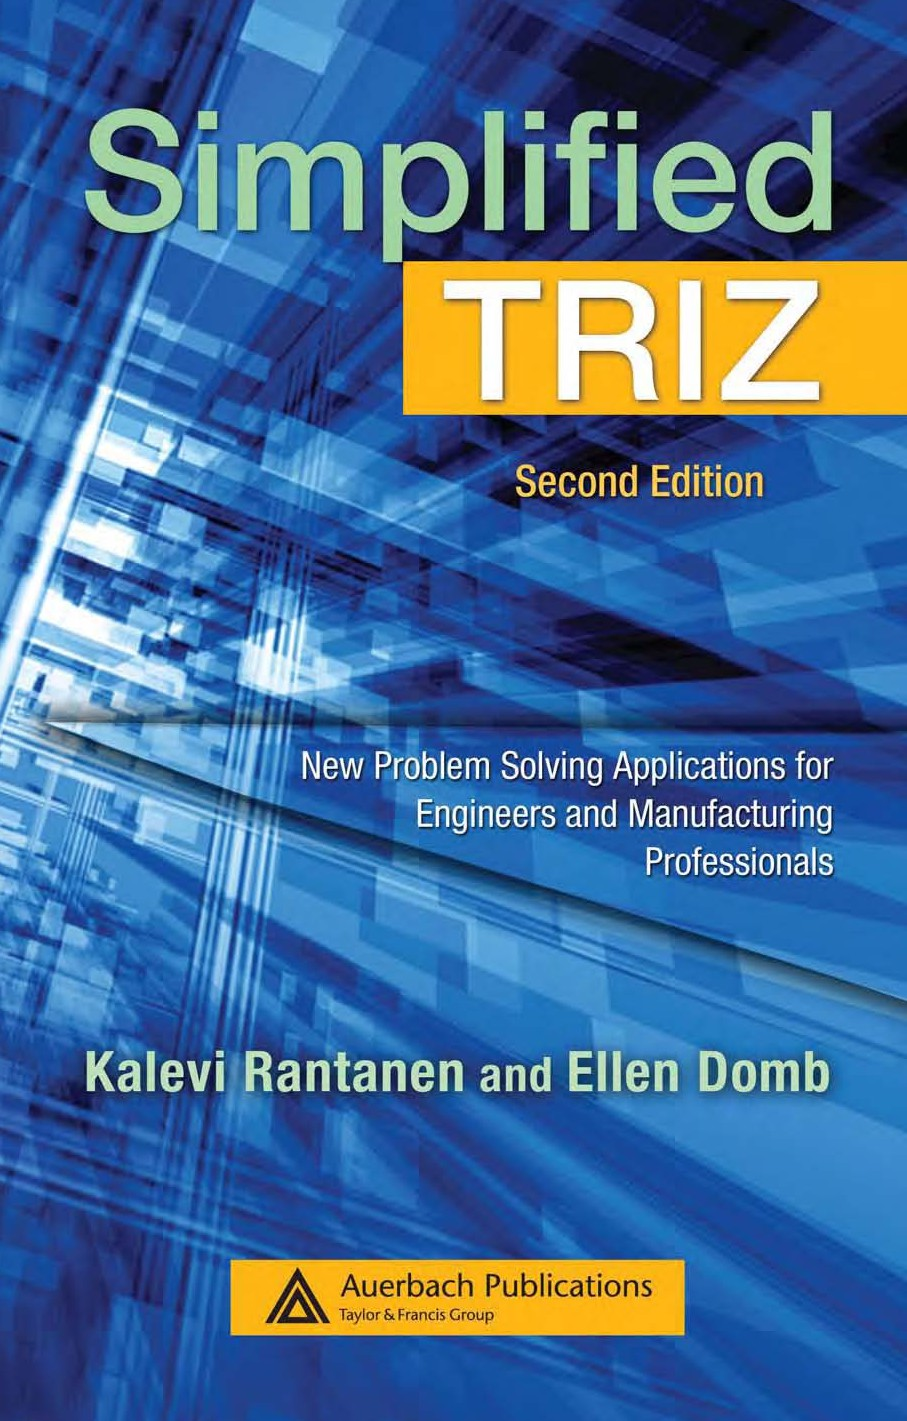 Simplified
TRIZ
Second Edition
New Problem Solving Applications for
Engineers and Manufacturing
Professionals
Kalevi Rantanen and Ellen Domb
Auerbach Publications
Taylor & Francis Group